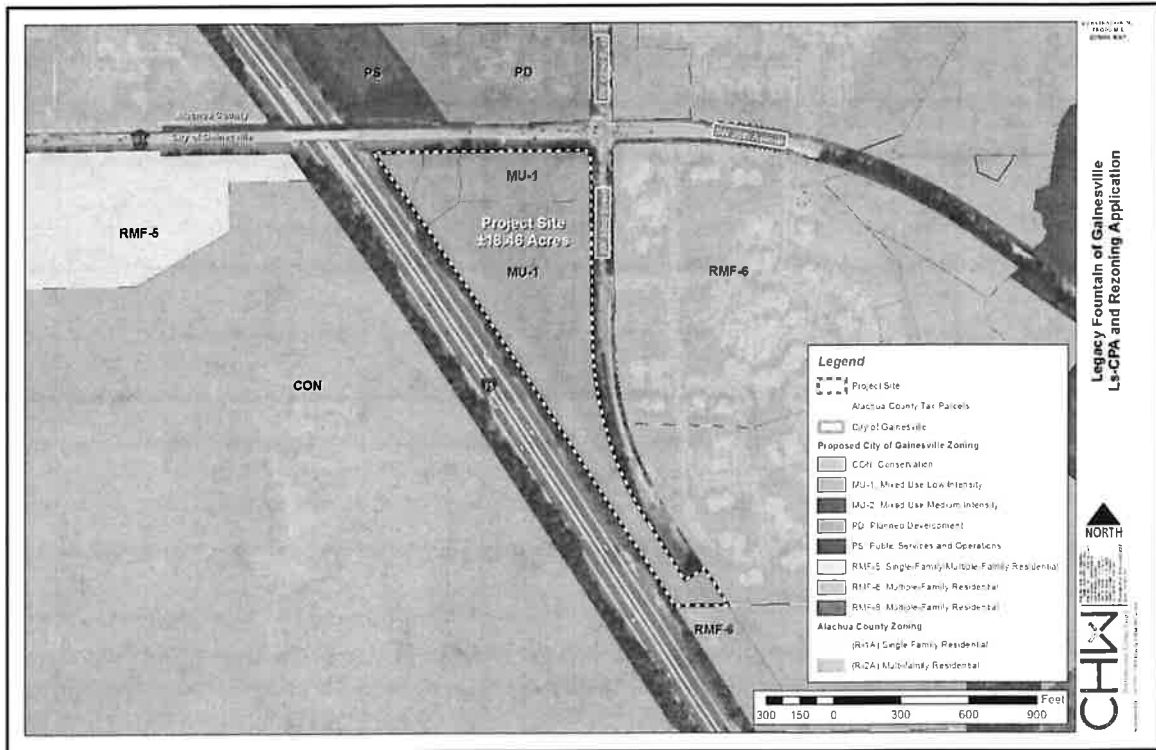 PS
PD
Alachua County
City of Gainesville
MU-1
Project Site
±18.46 Acres
MU-1
RMF-5
RMF-6
CON
RMF-6
Legend
Project Site
Alachua County Tax Parcels
City of Gainesville
Proposed City of Gainesville Zoning
CON: Conservation
MU-1: Mixed Use Low Intensity
MU-2: Mixed Use Medium Intensity
PD: Planned Development
PS: Public Services and Operations
RMF-5: Single-Family/Multiple-Family Residential
RMF-6: Multiple-Family Residential
RMF-8: Multiple-Family Residential
Alachua County Zoning
(R-1A) Single Family Residential
(R-2A) Multi-Family Residential
Feet
300 150 0 300 600 900
Legacy Fountain of Gainesville
Ls-CPA and Rezoning Application
NORTH
CHW